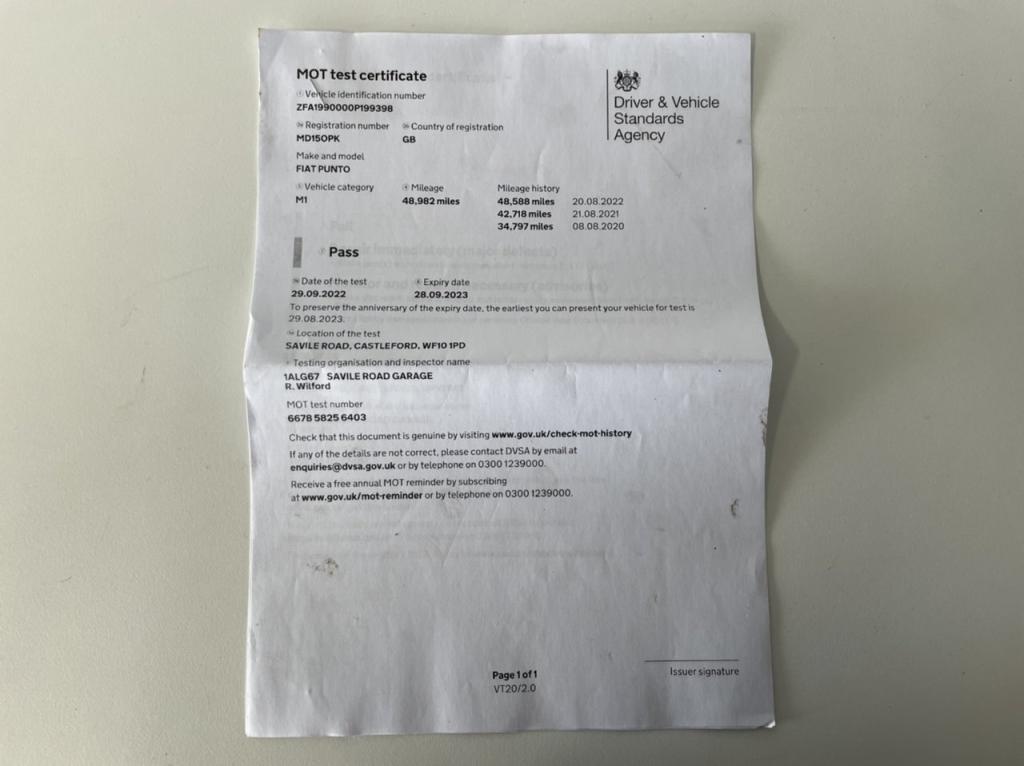 MOT test certificate
Vehicle identification number
ZFA1990000P199398
Registration number
MD15OPK
Country of registration
GB
Make and model
FIAT PUNTO
Vehicle category
M1
Mileage
48,982 miles
Mileage history
48,588 miles 20.08.2022
42,718 miles 21.08.2021
34,797 miles 08.08.2020
Pass
Date of the test
29.09.2022
Expiry date
28.09.2023
To preserve the anniversary of the expiry date, the earliest you can present your vehicle for test is
29.08.2023.
Location of the test
SAVILE ROAD, CASTLEFORD, WF10 1PD
Testing organisation and inspector name
1ALG67 SAVILE ROAD GARAGE
R. Wilford
MOT test number
6678 5825 6403
Check that this document is genuine by visiting www.gov.uk/check-mot-history
If any of the details are not correct, please contact DVSA by email at
enquiries@dvsa.gov.uk or by telephone on 0300 1239000.
Receive a free annual MOT reminder by subscribing
at www.gov.uk/mot-reminder or by telephone on 0300 1239000.
Driver & Vehicle
Standards
Agency
Page 1 of 1
VT20/2.0
Issuer signature